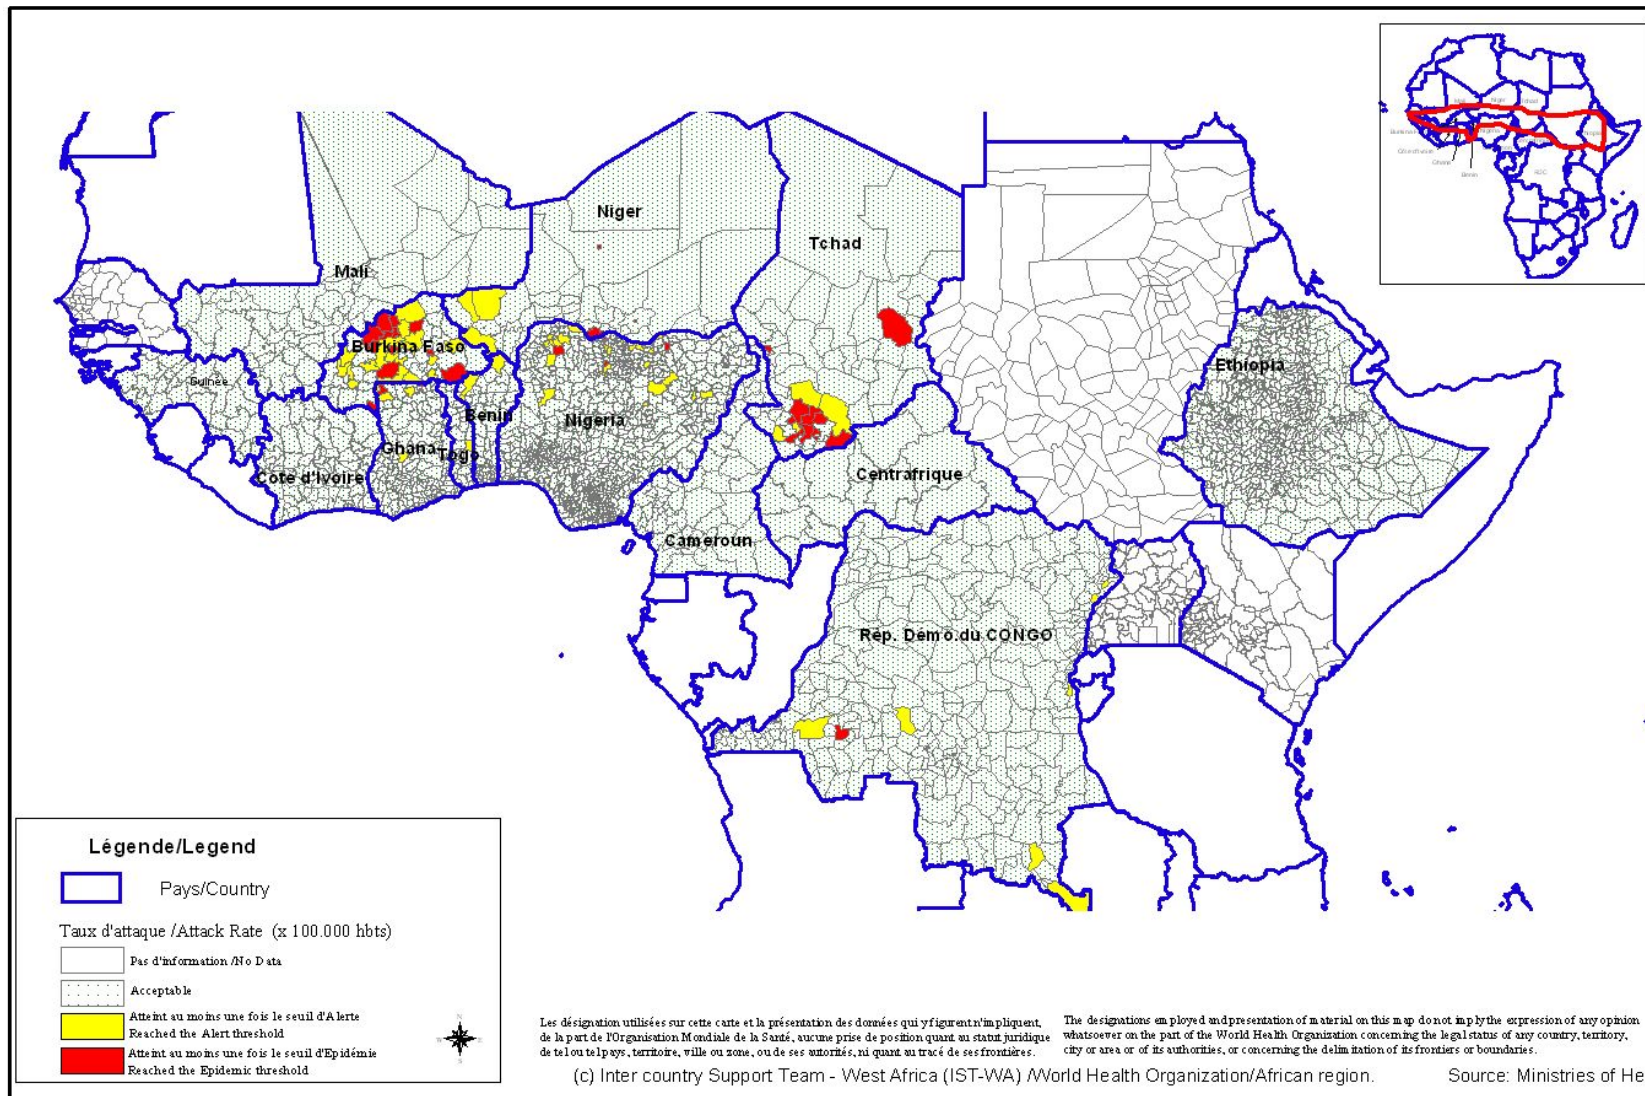 Mali
Niger
Tchad
Ghana
Benin
RDC
Niger
Tchad
Mali
Burkina Faso
Guinée
Ethiopia
Benin
Nigeria
Ghana
Togo
Cote d'Ivoire
Centrafrique
Cameroun
Rép. Démo.du CONGO
Légende/Legend
Pays/Country
Taux d'attaque /Attack Rate (x 100.000 hbts)
Pas d'information /No Data
Acceptable
Atteint au moins une fois le seuil d'Alerte
Reached the Alert threshold
Atteint au moins une fois le seuil d'Epidémie
Reached the Epidemic threshold
N
W
E
S
Les désignation utilisées sur cette carte et la présentation des données qui y figurent n'impliquent,
de la part de l'Organisation Mondiale de la Santé, aucune prise de position quant au statut juridique
de tel ou tel pays, territoire, ville ou zone, ou de ses autorités, ni quant au tracé de ses frontières.
The designations employed and presentation of material on this map do not imply the expression of any opinion
whatsoever on the part of the World Health Organization concerning the legal status of any country, territory,
city or area or of its authorities, or concerning the delimitation of its frontiers or boundaries.
(c) Inter country Support Team - West Africa (IST-WA) /World Health Organization/African region.
Source: Ministries of He